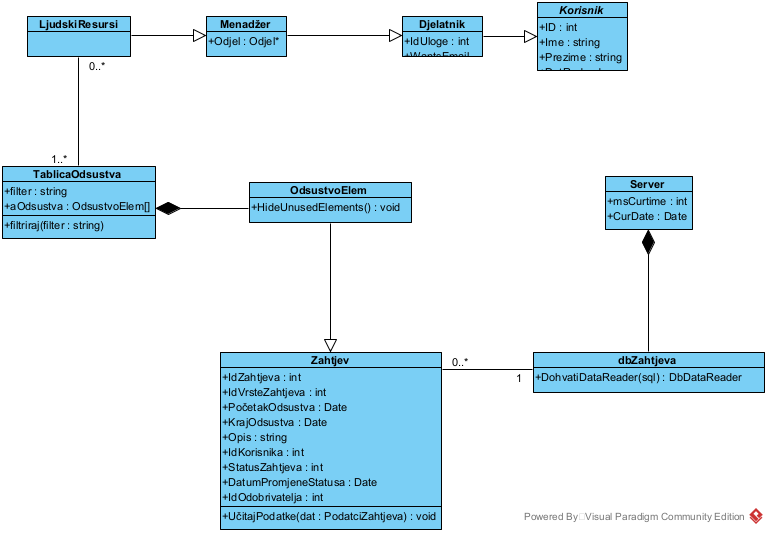 LjudskiResursi
Menadžer
+Odjel : Odjel*
Djelatnik
+IdUloge : int
Korisnik
+ID : int
+Ime : string
+Prezime : string
0..*
1..*
TablicaOdsustva
+filter : string
+aOdsustva : OdsustvoElem[]
+filtriraj(filter : string)
OdsustvoElem
+HideUnusedElements() : void
Server
+msCurtime : int
+CurDate : Date
Zahtjev
+IdZahtjeva : int
+IdVrsteZahtjeva : int
+PočetakOdsustva : Date
+KrajOdsustva : Date
+Opis : string
+IdKorisnika : int
+StatusZahtjeva : int
+DatumPromjeneStatusa : Date
+IdOdobrivatelja : int
+UčitajPodatke(dat : PodatciZahtjeva) : void
0..*
1
dbZahtjeva
+DohvatiDataReader(sql) : DbDataReader
Powered By Visual Paradigm Community Edition